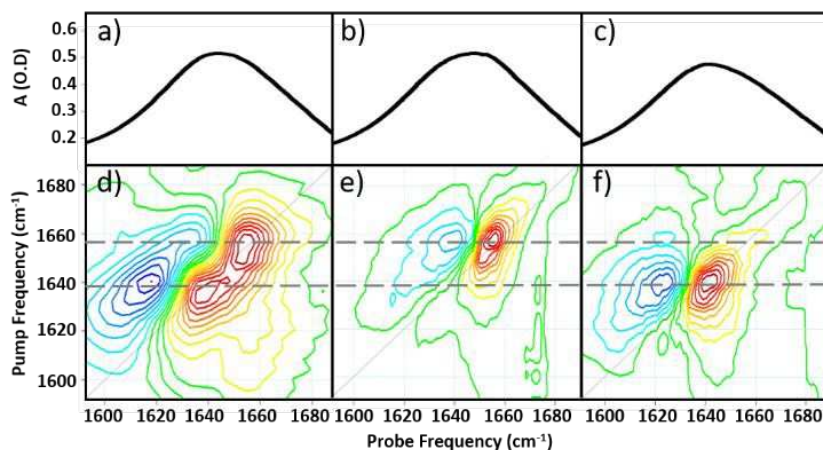 a) b) c)
A (O.D)
0.6
0.5
0.4
0.3
0.2
d) e) f)
Pump Frequency (cm-1)
1680
1660
1640
1620
1600
1600 1620 1640 1660 1680 1600 1620 1640 1660 1680 1600 1620 1640 1660 1680
Probe Frequency (cm-1)